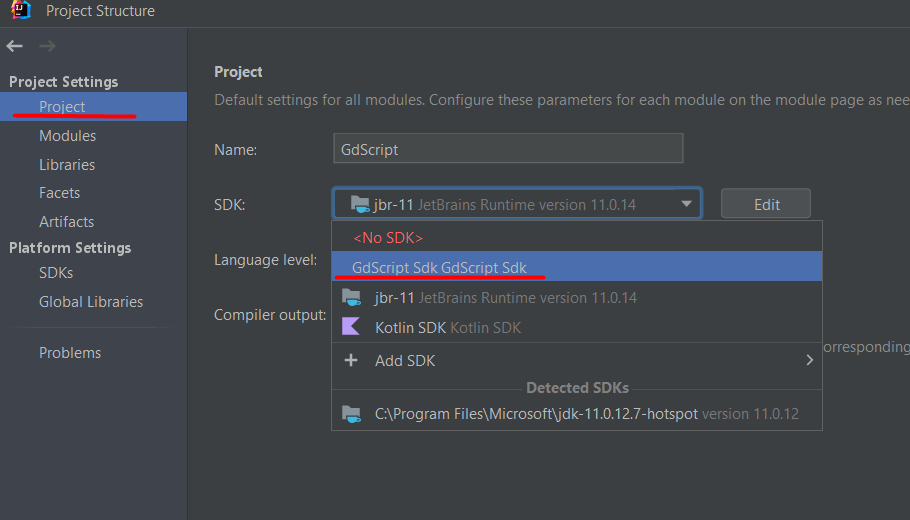 IJ
Project Structure
Project Settings
Project
Modules
Libraries
Facets
Artifacts
Platform Settings
SDKs
Global Libraries
Problems
Project
Default settings for all modules. Configure these parameters for each module on the module page as nee
Name: GdScript
SDK: jbr-11 JetBrains Runtime version 11.0.14 Edit
<No SDK>
Language level: GdScript Sdk GdScript Sdk
jbr-11 JetBrains Runtime version 11.0.14
Compiler output: Kotlin SDK Kotlin SDK
orresponding
Add SDK
Detected SDKs
C:\Program Files\Microsoft\jdk-11.0.12.7-hotspot version 11.0.12